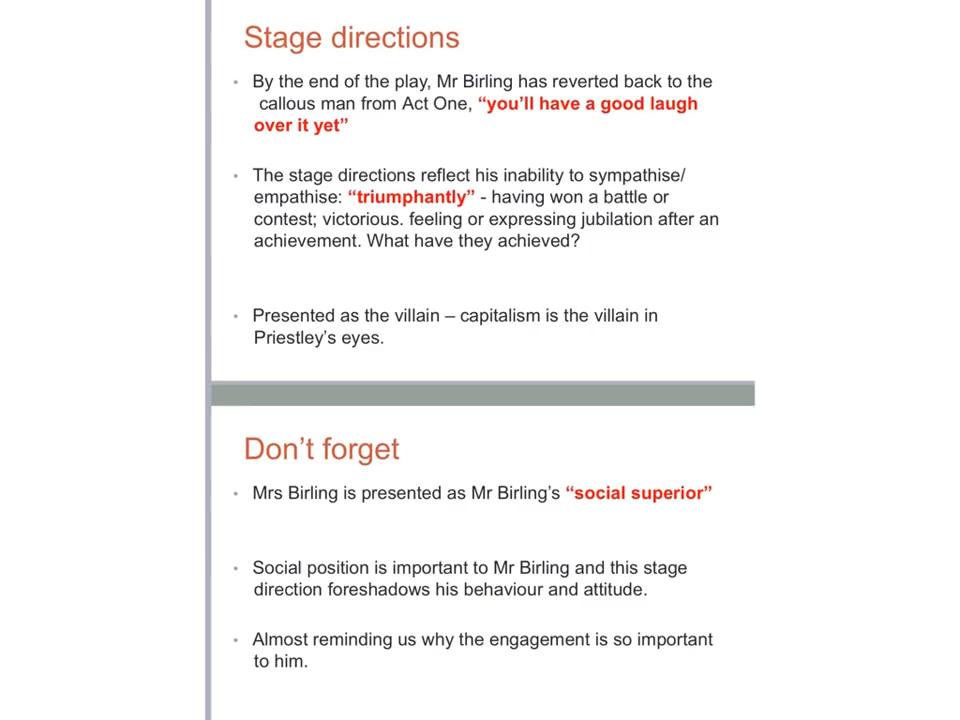 Stage directions
• By the end of the play, Mr Birling has reverted back to the
callous man from Act One, “you’ll have a good laugh
over it yet”
• The stage directions reflect his inability to sympathise/
empathise: “triumphantly” - having won a battle or
contest; victorious. feeling or expressing jubilation after an
achievement. What have they achieved?
• Presented as the villain – capitalism is the villain in
Priestley’s eyes.
Don’t forget
• Mrs Birling is presented as Mr Birling’s “social superior”
• Social position is important to Mr Birling and this stage
direction foreshadows his behaviour and attitude.
• Almost reminding us why the engagement is so important
to him.